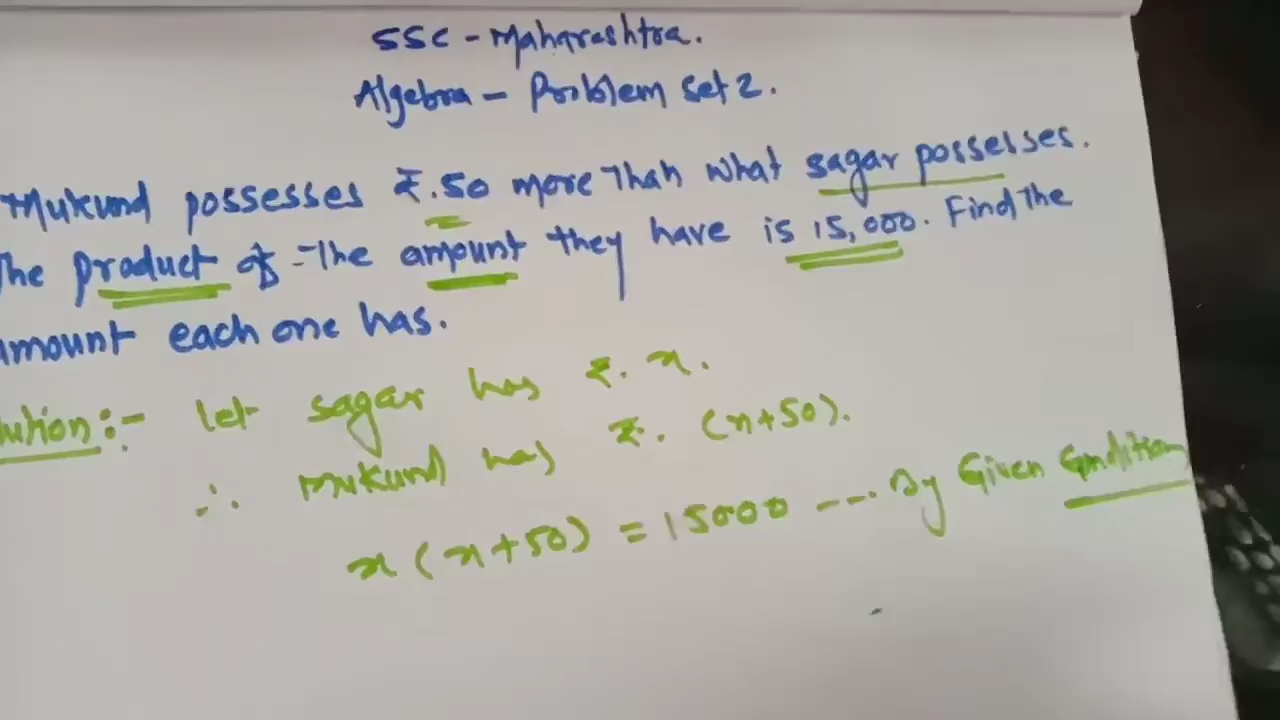 SSC - Maharashtra.
Algebra - Problem set 2.
Mukund possesses ₹.50 more than what sagar possesses.
The product of the amount they have is 15,000. Find the
amount each one has.
lution:- let sagar has ₹. x.
∴ mukund has ₹. (x+50).
x(x+50) = 15000 ---- By Given Condition